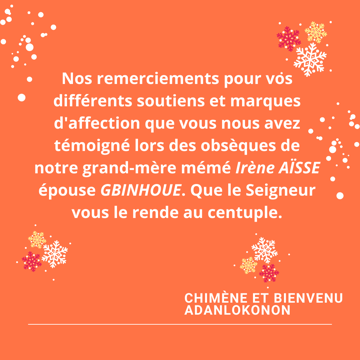 Nos remerciements pour vos
différents soutiens et marques
d'affection que vous nous avez
témoigné lors des obsèques de
notre grand-mère mémé Irène AÏSSE
épouse GBINHOUE. Que le Seigneur
vous le rende au centuple.
CHIMÈNE ET BIENVENU
ADANLOKONON